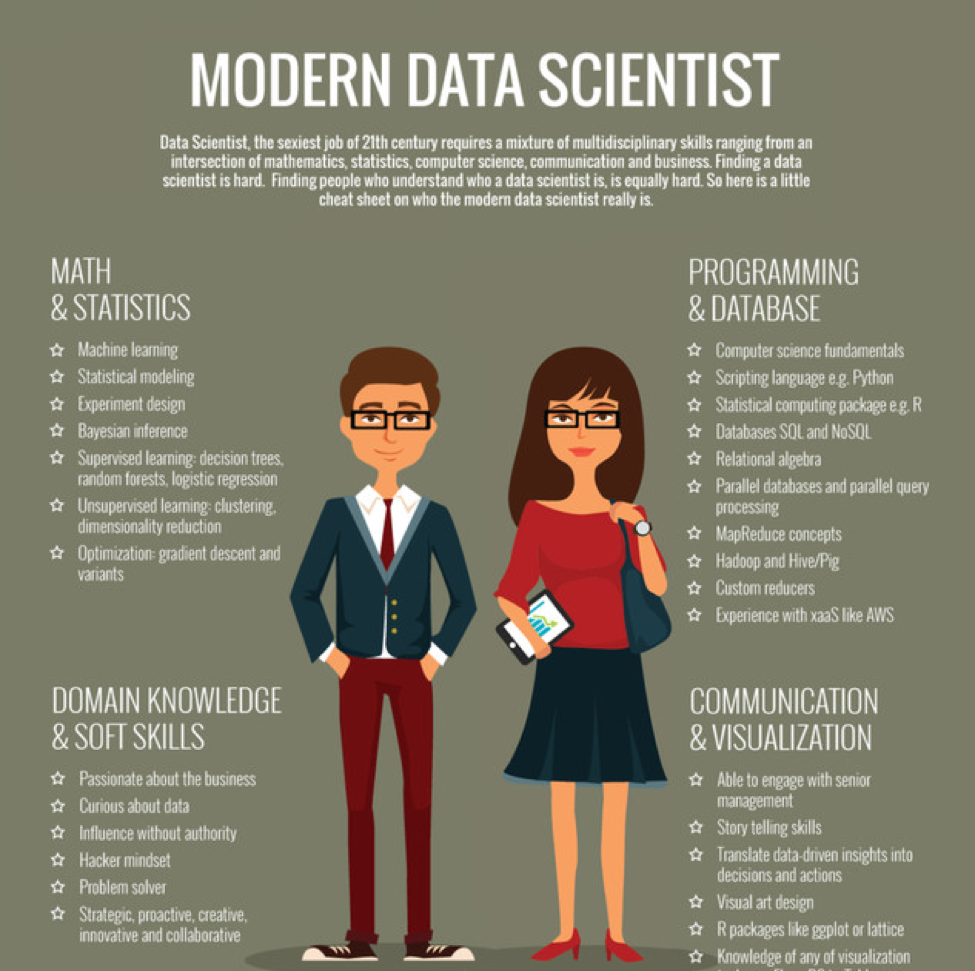 MODERN DATA SCIENTIST
Data Scientist, the sexiest job of 21th century requires a mixture of multidisciplinary skills ranging from an
intersection of mathematics, statistics, computer science, communication and business. Finding a data
scientist is hard. Finding people who understand who a data scientist is, is equally hard. So here is a little
cheat sheet on who the modern data scientist really is.
MATH
& STATISTICS
Machine learning
Statistical modeling
Experiment design
Bayesian inference
Supervised learning: decision trees,
random forests, logistic regression
Unsupervised learning: clustering,
dimensionality reduction
Optimization: gradient descent and
variants
PROGRAMMING
& DATABASE
Computer science fundamentals
Scripting language e.g. Python
Statistical computing package e.g. R
Databases SQL and NoSQL
Relational algebra
Parallel databases and parallel query
processing
MapReduce concepts
Hadoop and Hive/Pig
Custom reducers
Experience with xaaS like AWS
DOMAIN KNOWLEDGE
& SOFT SKILLS
Passionate about the business
Curious about data
Influence without authority
Hacker mindset
Problem solver
Strategic, proactive, creative,
innovative and collaborative
COMMUNICATION
& VISUALIZATION
Able to engage with senior
management
Story telling skills
Translate data-driven insights into
decisions and actions
Visual art design
R packages like ggplot or lattice
Knowledge of any of visualization